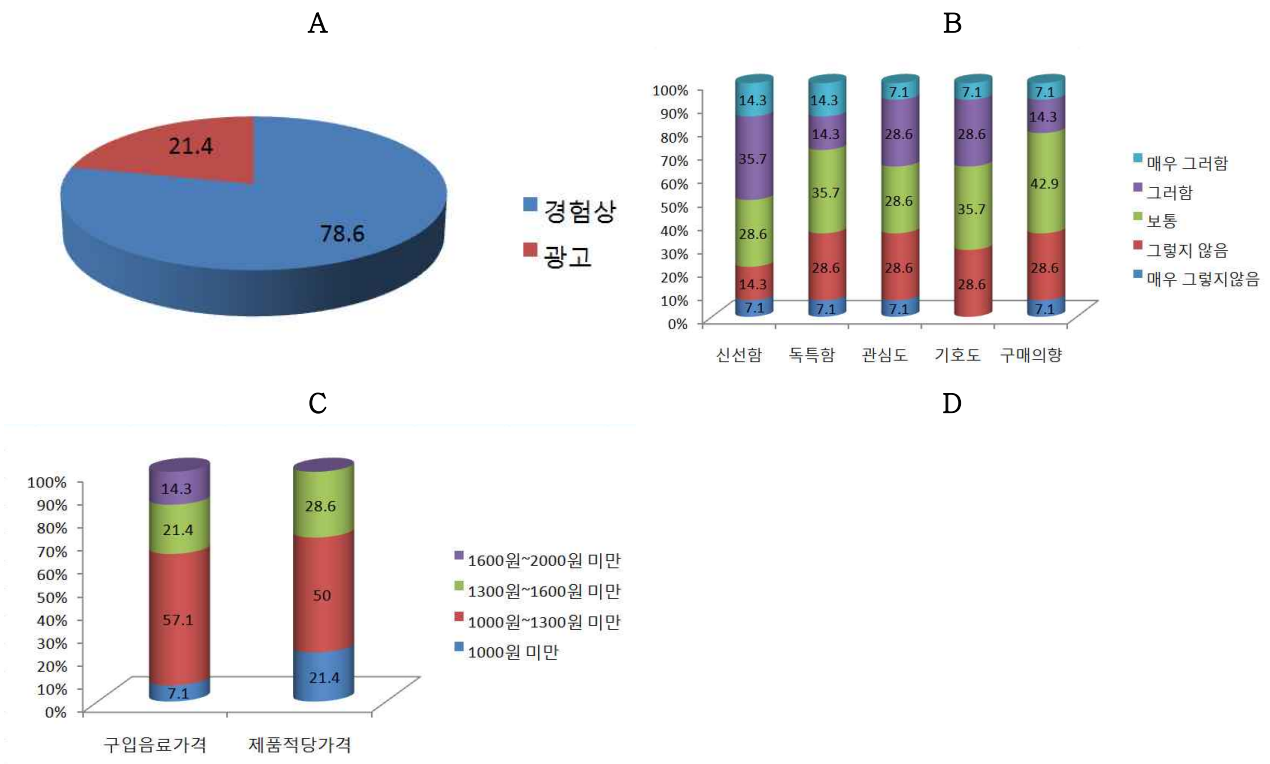 A
21.4
78.6
경험상
광고
B
100%
90%
80%
70%
60%
50%
40%
30%
20%
10%
0%
14.3 14.3 7.1 7.1 7.1
35.7 14.3 28.6 28.6 14.3
28.6 35.7 28.6 35.7 42.9
14.3 28.6 28.6 28.6 28.6
7.1 7.1 7.1 7.1
신선함 독특함 관심도 기호도 구매의향
매우 그러함
그러함
보통
그렇지 않음
매우 그렇지않음
C
100%
90%
80%
70%
60%
50%
40%
30%
20%
10%
0%
14.3
21.4 28.6
57.1 50
7.1 21.4
구입음료가격 제품적당가격
1600원~2000원 미만
1300원~1600원 미만
1000원~1300원 미만
1000원 미만
D